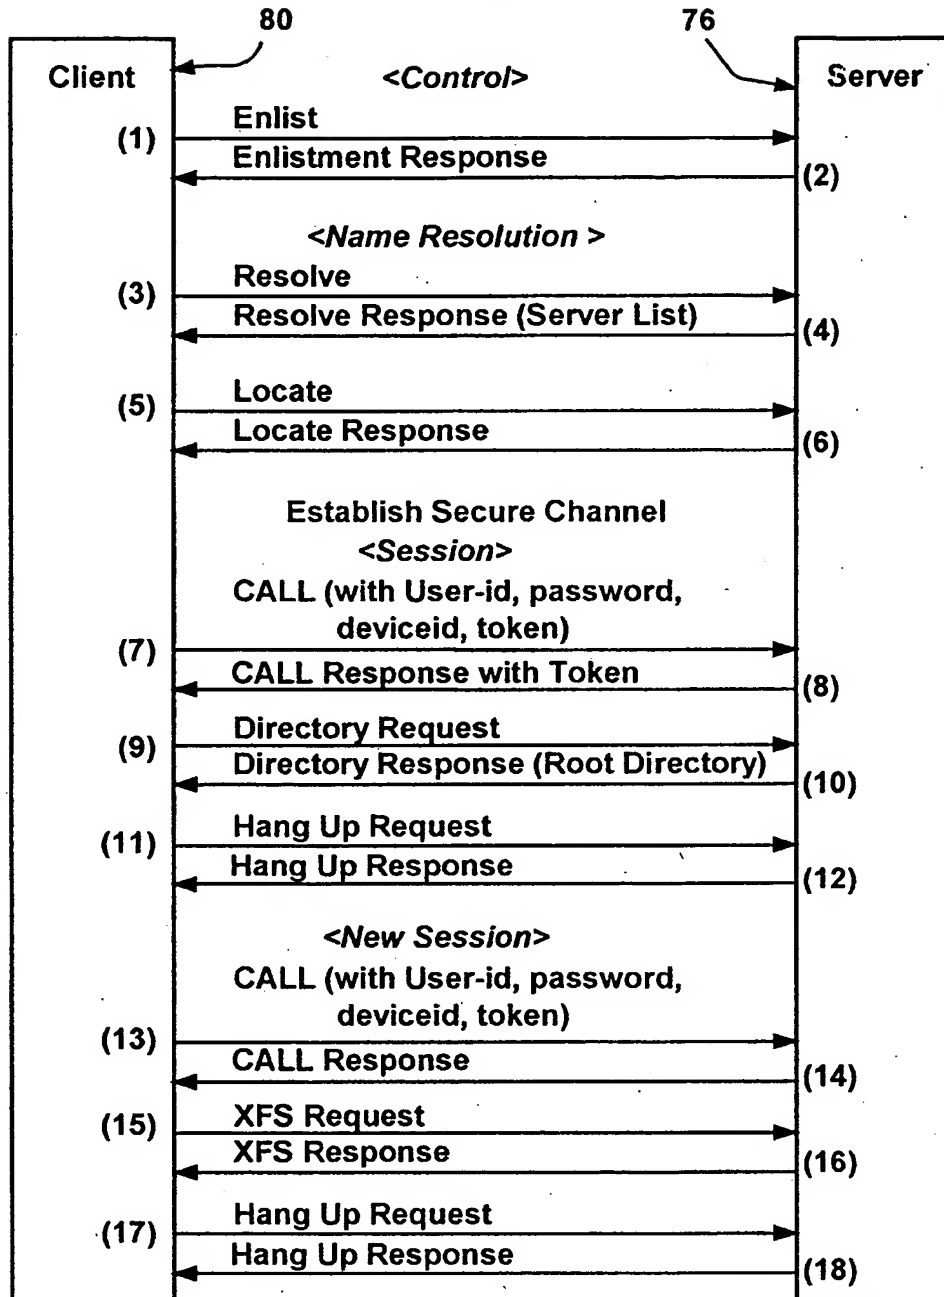 80
76
Client
<Control>
Server
Enlist
(1)
Enlistment Response
(2)
<Name Resolution >
Resolve
(3)
Resolve Response (Server List)
(4)
Locate
(5)
Locate Response
(6)
Establish Secure Channel
<Session>
CALL (with User-id, password,
deviceid, token)
(7)
CALL Response with Token
(8)
Directory Request
(9)
Directory Response (Root Directory)
(10)
Hang Up Request
(11)
Hang Up Response
(12)
<New Session>
CALL (with User-id, password,
deviceid, token)
(13)
CALL Response
(14)
XFS Request
(15)
XFS Response
(16)
Hang Up Request
(17)
Hang Up Response
(18)